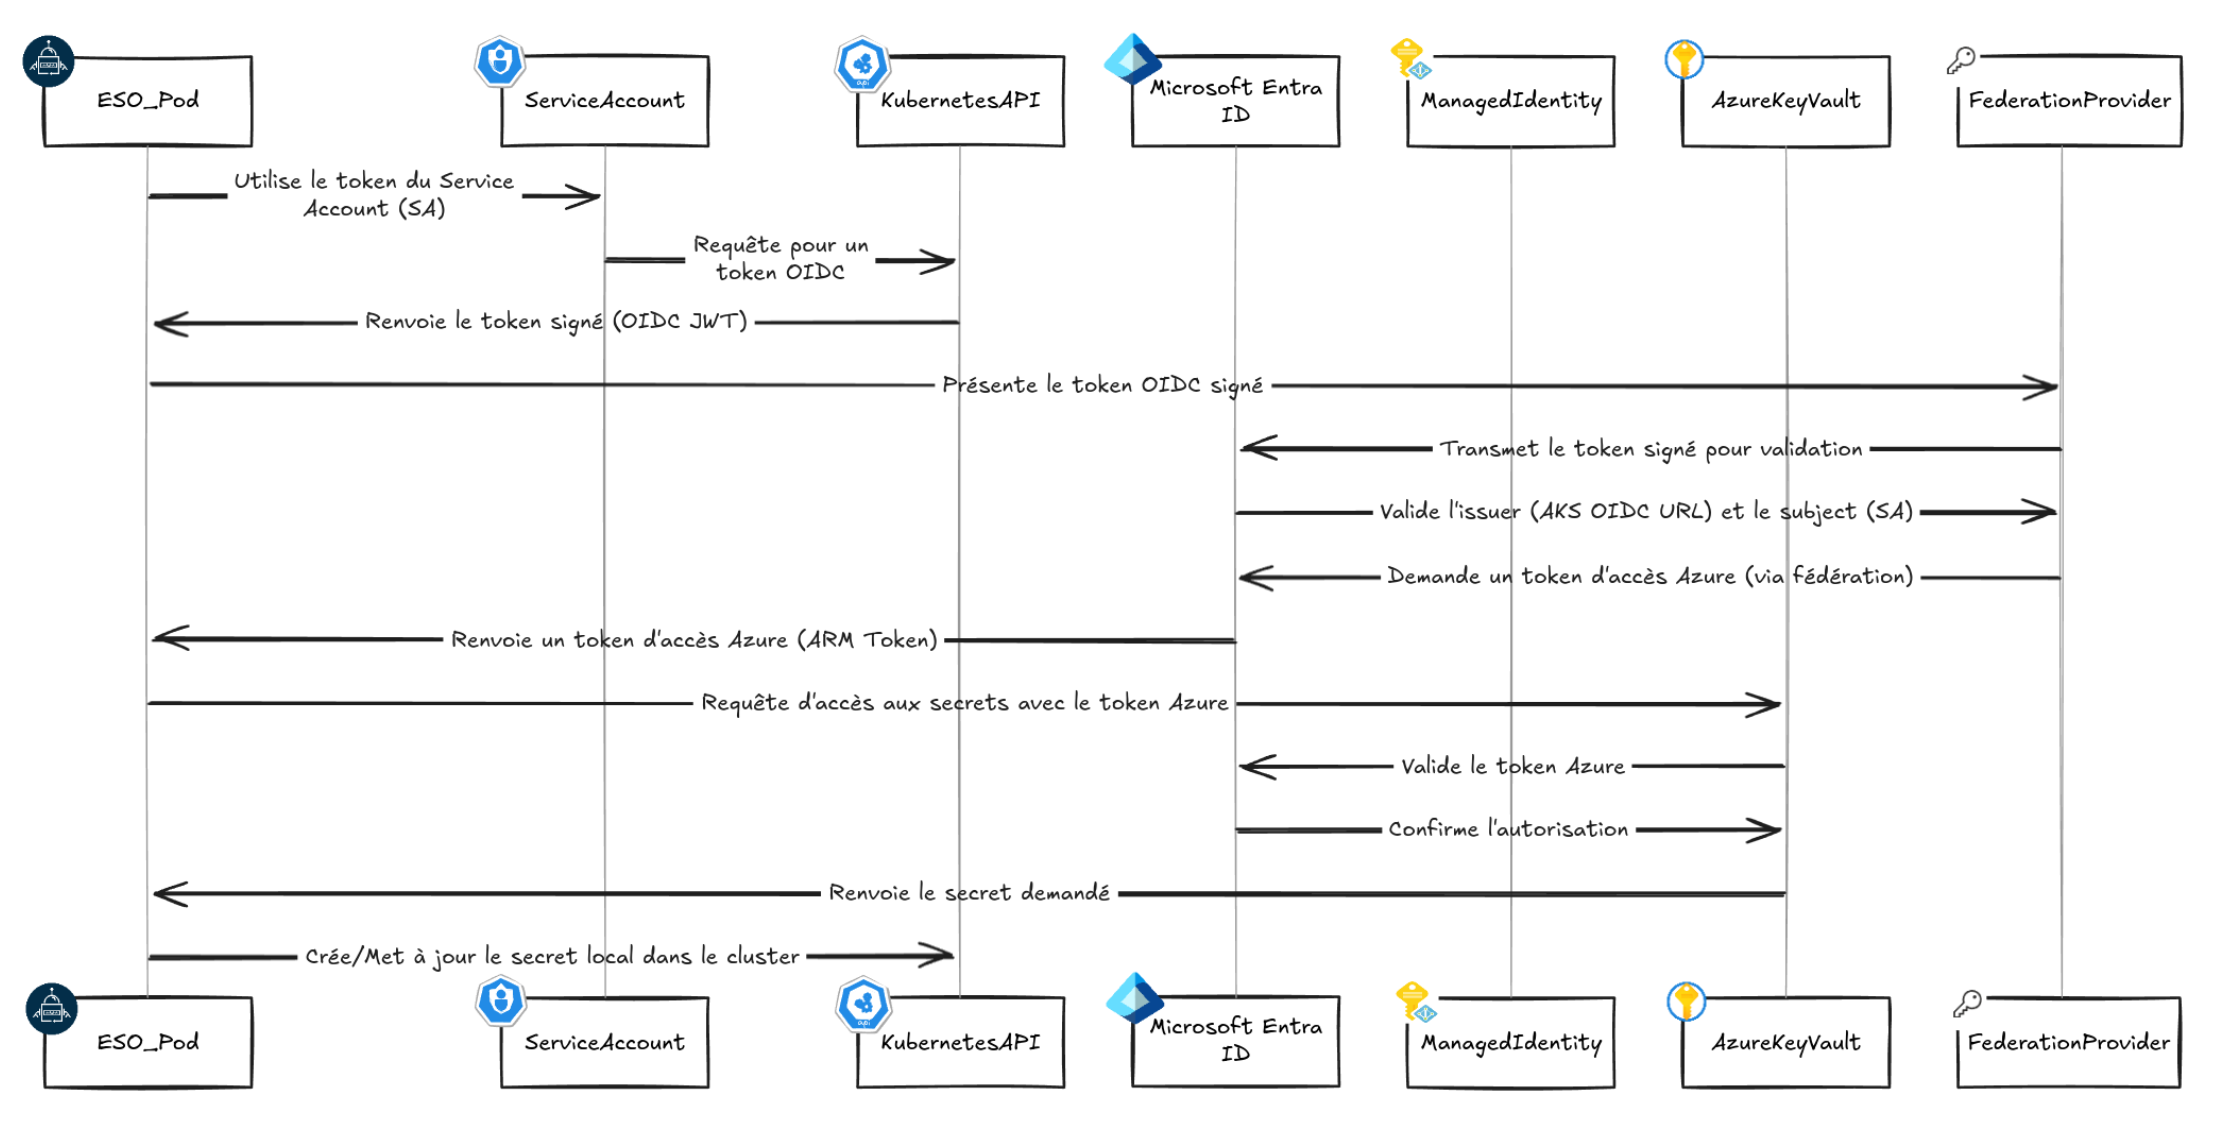 ESO_Pod
ServiceAccount
KubernetesAPI
Microsoft Entra
ID
ManagedIdentity
AzureKeyVault
FederationProvider
Utilise le token du Service
Account (SA)
Requête pour un
token OIDC
Renvoie le token signé (OIDC JWT)
Présente le token OIDC signé
Transmet le token signé pour validation
Valide l'issuer (AKS OIDC URL) et le subject (SA)
Demande un token d'accès Azure (via fédération)
Renvoie un token d'accès Azure (ARM Token)
Requête d'accès aux secrets avec le token Azure
Valide le token Azure
Confirme l'autorisation
Renvoie le secret demandé
Crée/Met à jour le secret local dans le cluster
ESO_Pod
ServiceAccount
KubernetesAPI
Microsoft Entra
ID
ManagedIdentity
AzureKeyVault
FederationProvider